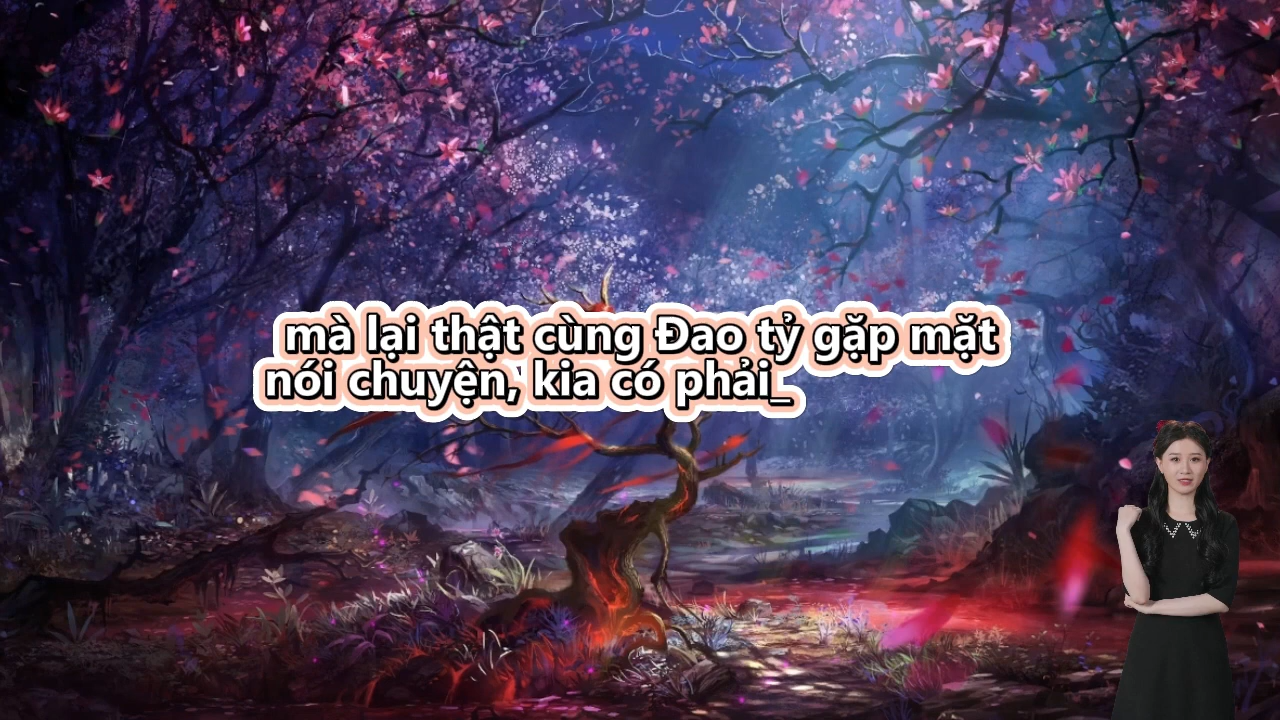 mà lại thật cùng Đao tỷ gặp mặt
nói chuyện, kia có phải_